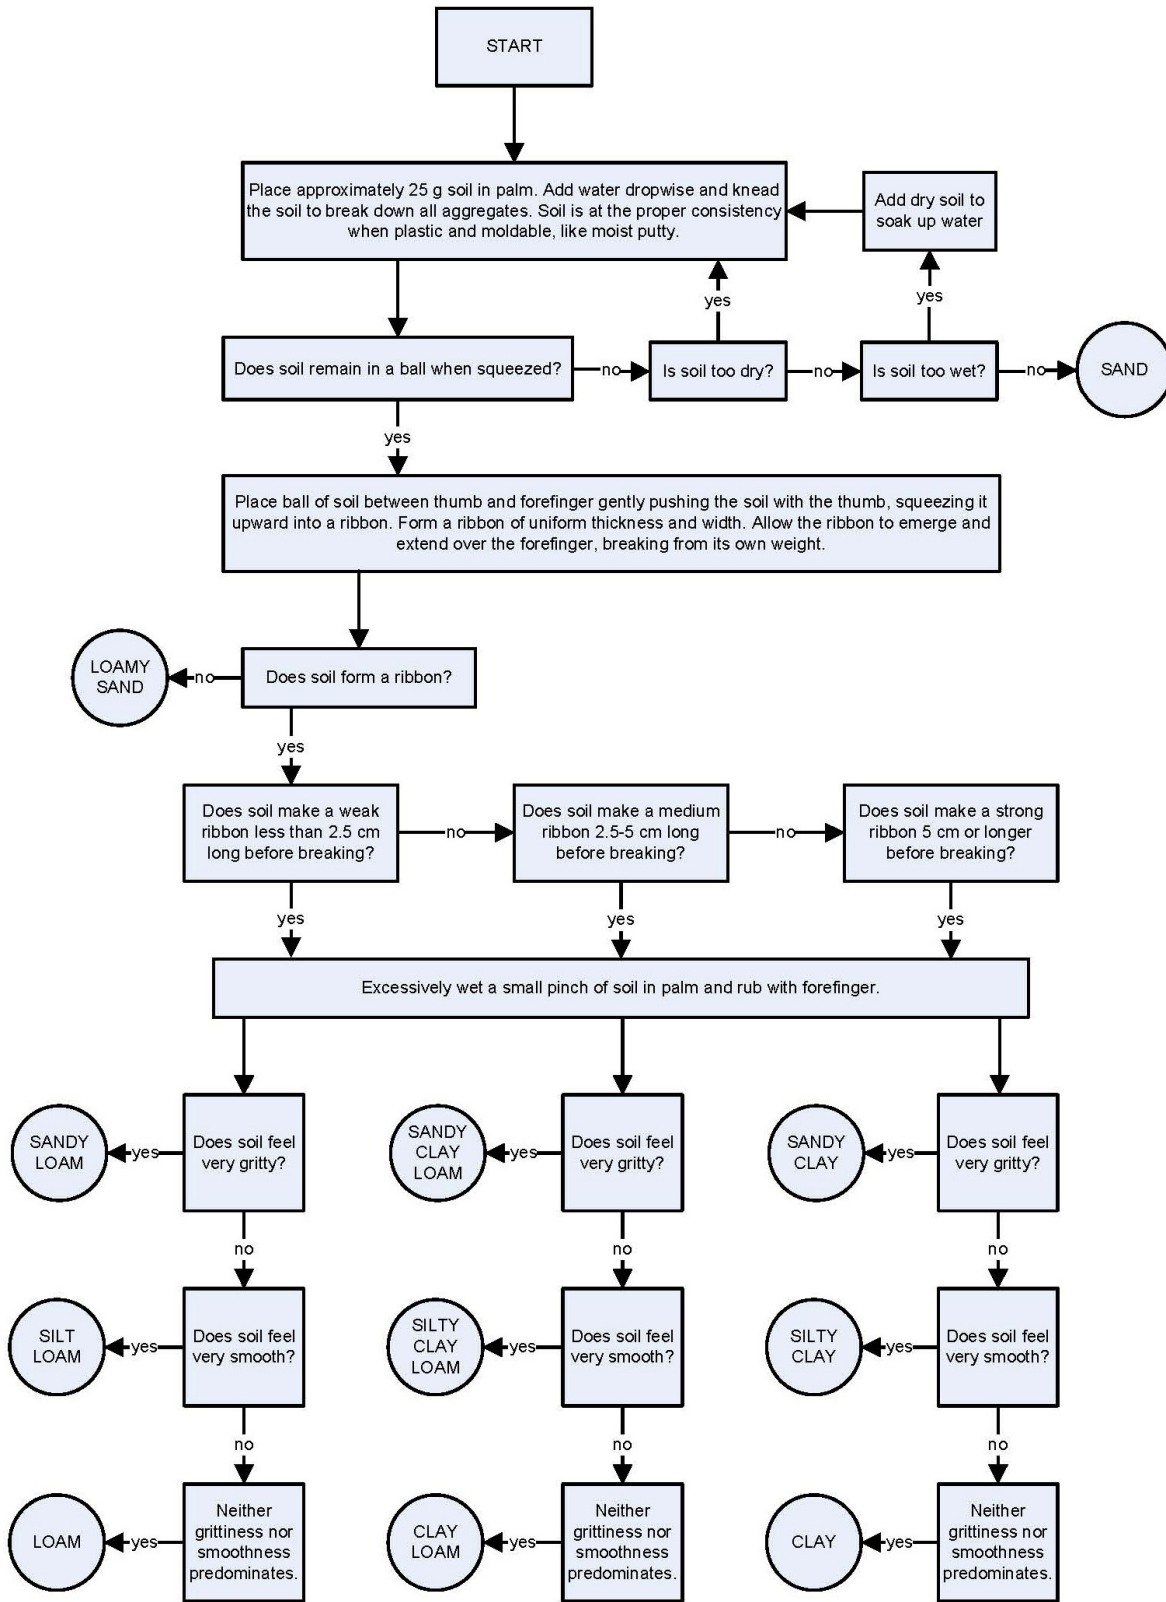 START
Place approximately 25 g soil in palm. Add water dropwise and knead
the soil to break down all aggregates. Soil is at the proper consistency
when plastic and moldable, like moist putty.
Add dry soil to
soak up water
yes
yes
Does soil remain in a ball when squeezed?
no
Is soil too dry?
no
Is soil too wet?
no
SAND
yes
Place ball of soil between thumb and forefinger gently pushing the soil with the thumb, squeezing it
upward into a ribbon. Form a ribbon of uniform thickness and width. Allow the ribbon to emerge and
extend over the forefinger, breaking from its own weight.
LOAMY
SAND
no
Does soil form a ribbon?
yes
Does soil make a weak
ribbon less than 2.5 cm
long before breaking?
no
Does soil make a medium
ribbon 2.5-5 cm long
before breaking?
no
Does soil make a strong
ribbon 5 cm or longer
before breaking?
yes
yes
yes
Excessively wet a small pinch of soil in palm and rub with forefinger.
SANDY
LOAM
yes
Does soil feel
very gritty?
SANDY
CLAY
LOAM
yes
Does soil feel
very gritty?
SANDY
CLAY
yes
Does soil feel
very gritty?
no
no
no
SILT
LOAM
yes
Does soil feel
very smooth?
SILTY
CLAY
LOAM
yes
Does soil feel
very smooth?
SILTY
CLAY
yes
Does soil feel
very smooth?
no
no
no
LOAM
yes
Neither
grittiness nor
smoothness
predominates.
CLAY
LOAM
yes
Neither
grittiness nor
smoothness
predominates.
CLAY
yes
Neither
grittiness nor
smoothness
predominates.